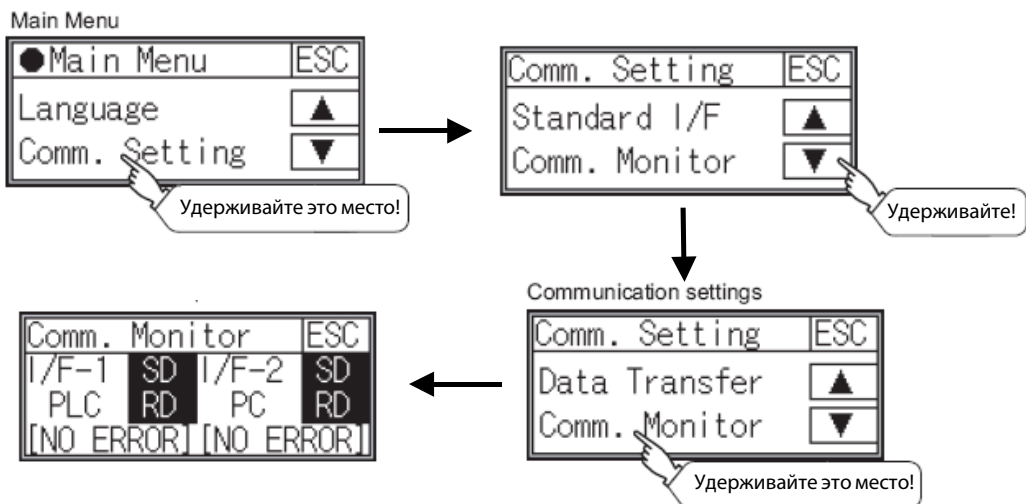 Main Menu
●Main Menu ESC
Language ▲
Comm. Setting ▼
Удерживайте это место!
Comm. Setting ESC
Standard I/F ▲
Comm. Monitor ▼
Удерживайте!
Communication settings
Comm. Setting ESC
Data Transfer ▲
Comm. Monitor ▼
Удерживайте это место!
Comm. Monitor ESC
I/F-1 SD I/F-2 SD
PLC RD PC RD
[NO ERROR] [NO ERROR]